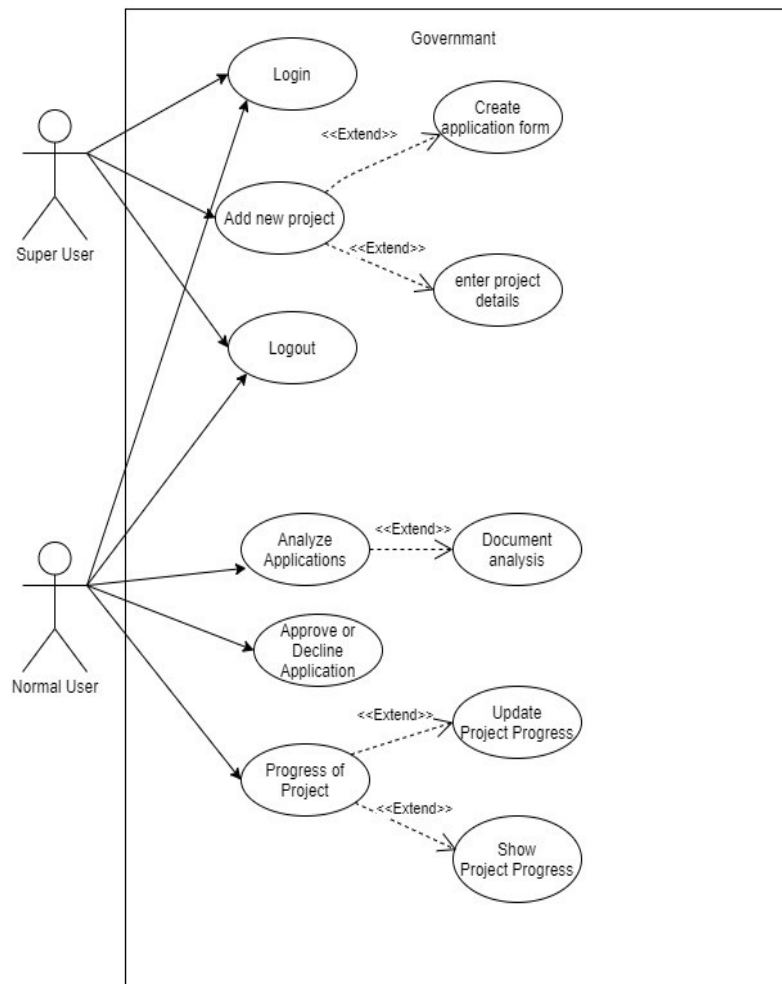 Governmant
Login
Create
application form
<<Extend>>
Add new project
Super User
<<Extend>>
enter project
details
Logout
Analyze
Applications
<<Extend>>
Document
analysis
Normal User
Approve or
Decline
Application
<<Extend>>
Update
Project Progress
Progress of
Project
<<Extend>>
Show
Project Progress